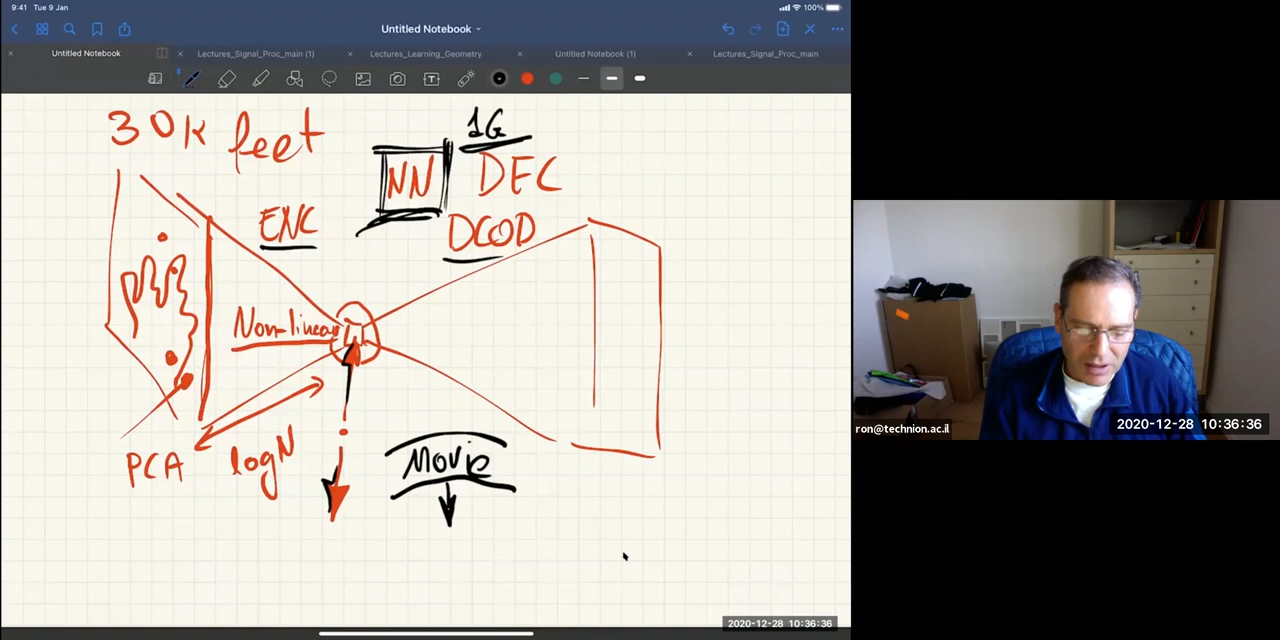 9:41 Tue 9 Jan
100%
Untitled Notebook
Untitled Notebook
Lectures_Signal_Proc_main (1)
Lectures_Learning_Geometry
Untitled Notebook (1)
Lectures_Signal_Proc_main
30k feet
1G
NN DEC
ENC
DCOD
Non-linear
PCA
logN
Movie
ron@technion.ac.il
2020-12-28 10:36:36
2020-12-28 10:36:36